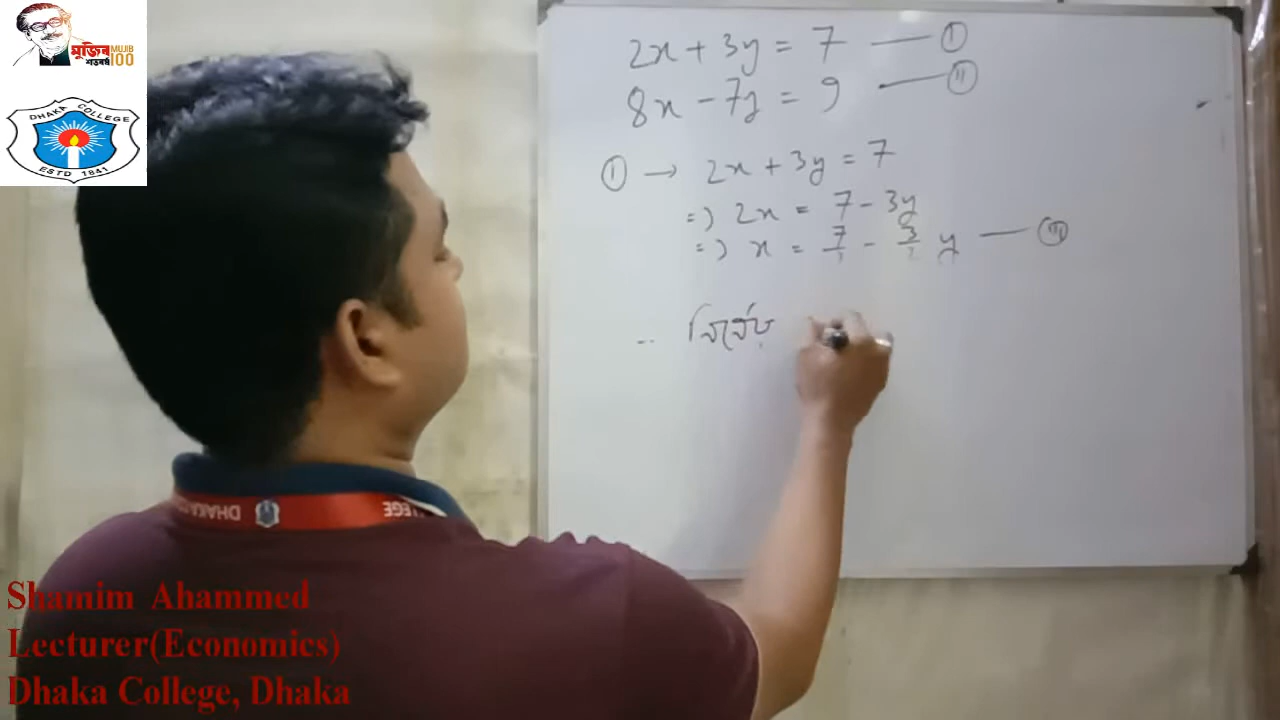 মুজিব MUJIB
শতবর্ষ 100
DHAKA COLLEGE
ESTD 1841
2x + 3y = 7 — (I)
8x - 7y = 9 — (II)
(I) → 2x + 3y = 7
=) 2x = 7 - 3y
=) x = 7/2 - 3/2 y — (III)
DHAKA
Shamim Ahammed
Lecturer(Economics)
Dhaka College, Dhaka